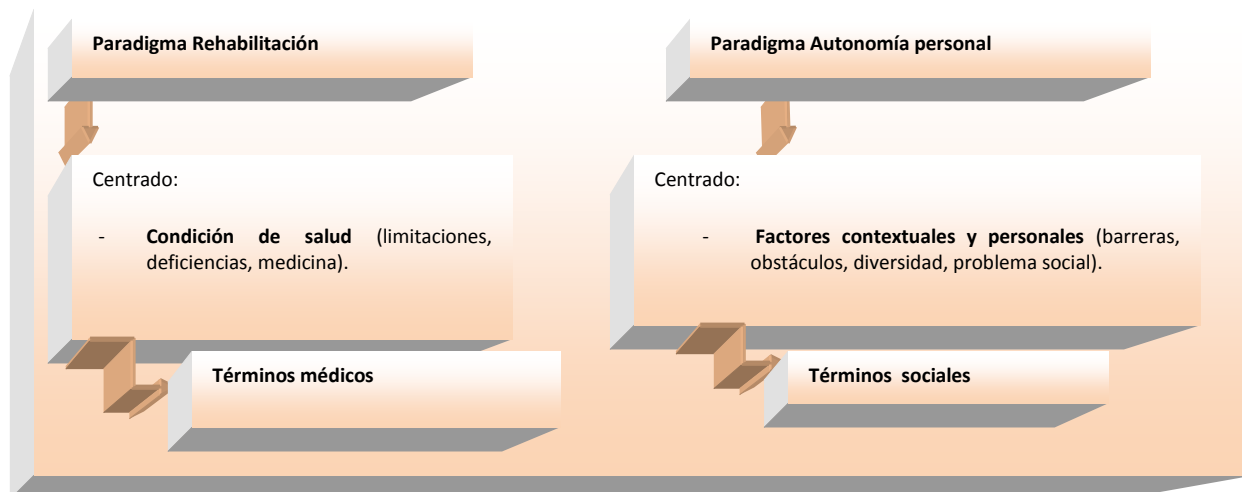 Paradigma Rehabilitación
Centrado:
- Condición de salud (limitaciones,
deficiencias, medicina).
Términos médicos
Paradigma Autonomía personal
Centrado:
- Factores contextuales y personales (barreras,
obstáculos, diversidad, problema social).
Términos sociales